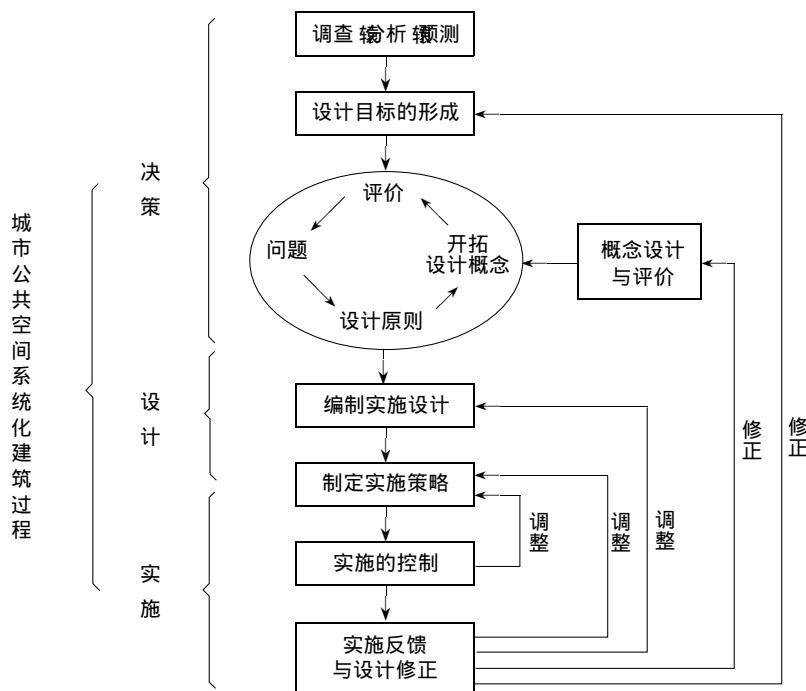 调查 分析 预测
设计目标的形成
决策
评价
问题
开拓
设计概念
设计原则
概念设计
与评价
城市公共空间系统化建筑过程
设计
编制实施设计
修正
修正
制定实施策略
调整
调整
调整
实施的控制
实施
实施反馈
与设计修正